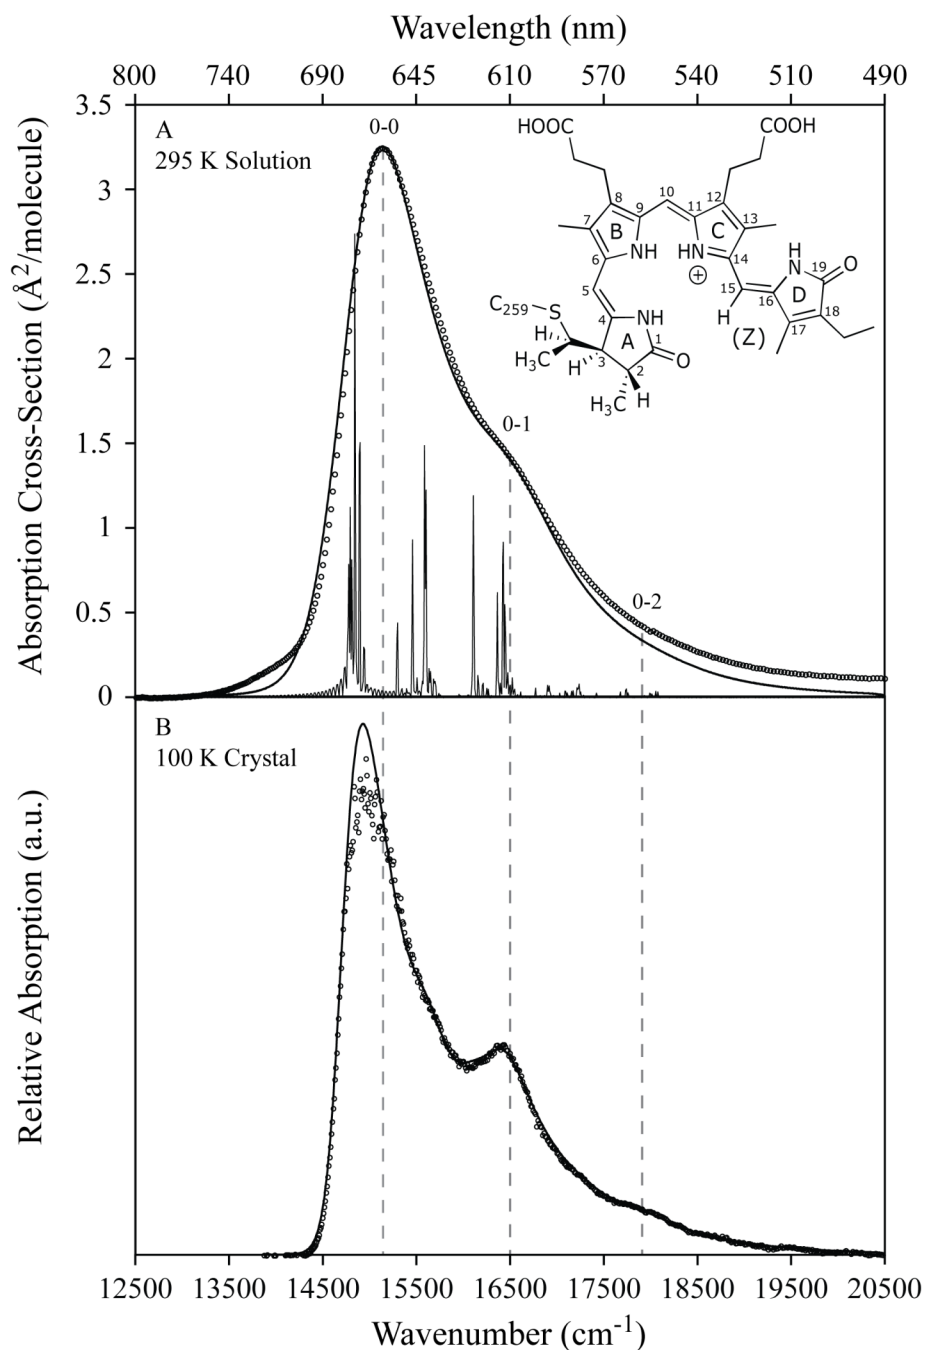 Wavelength (nm)
800 740 690 645 610 570 540 510 490
Absorption Cross-Section (Å²/molecule)
3.5
3
2.5
2
1.5
1
0.5
0
A
295 K Solution
0-0
0-1
0-2
HOOC
COOH
10
8
9
11
12
7
B
C
13
6
NH
HN
14
+
H
N
19
O
5
15
16
D
18
H
(Z)
17
C259
S
4
NH
H
A
1
O
H3C
3
2
H
H
H3C
B
100 K Crystal
Relative Absorption (a.u.)
12500 13500 14500 15500 16500 17500 18500 19500 20500
Wavenumber (cm-1)